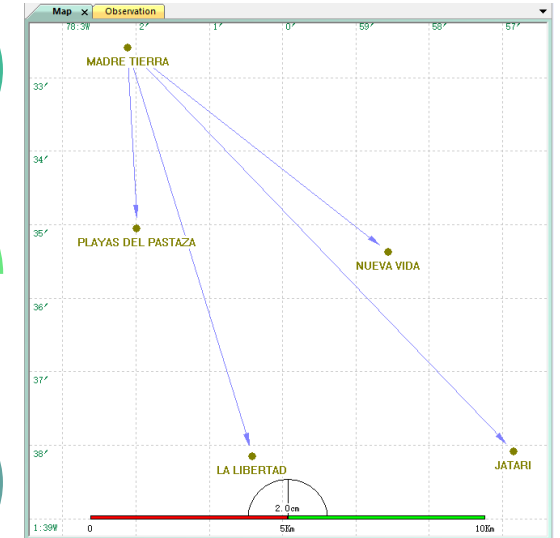 Map x Observation
78:3W 2′ 1′ 0′ 59′ 58′ 57′
MADRE TIERRA
33′
34′
35′
PLAYAS DEL PASTAZA
NUEVA VIDA
36′
37′
38′
LA LIBERTAD
JATARI
2.0cm
1:39W 0 5Km 10Km